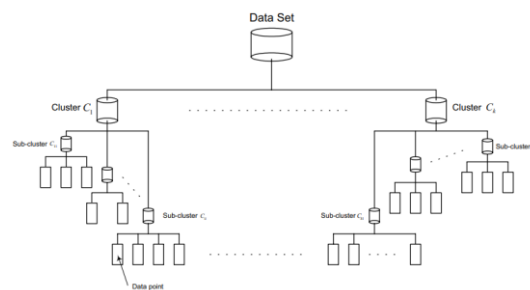 Data Set
Cluster C₁
Cluster Cₖ
Sub-cluster
Sub-cluster
Sub-cluster
Sub-cluster
Data point